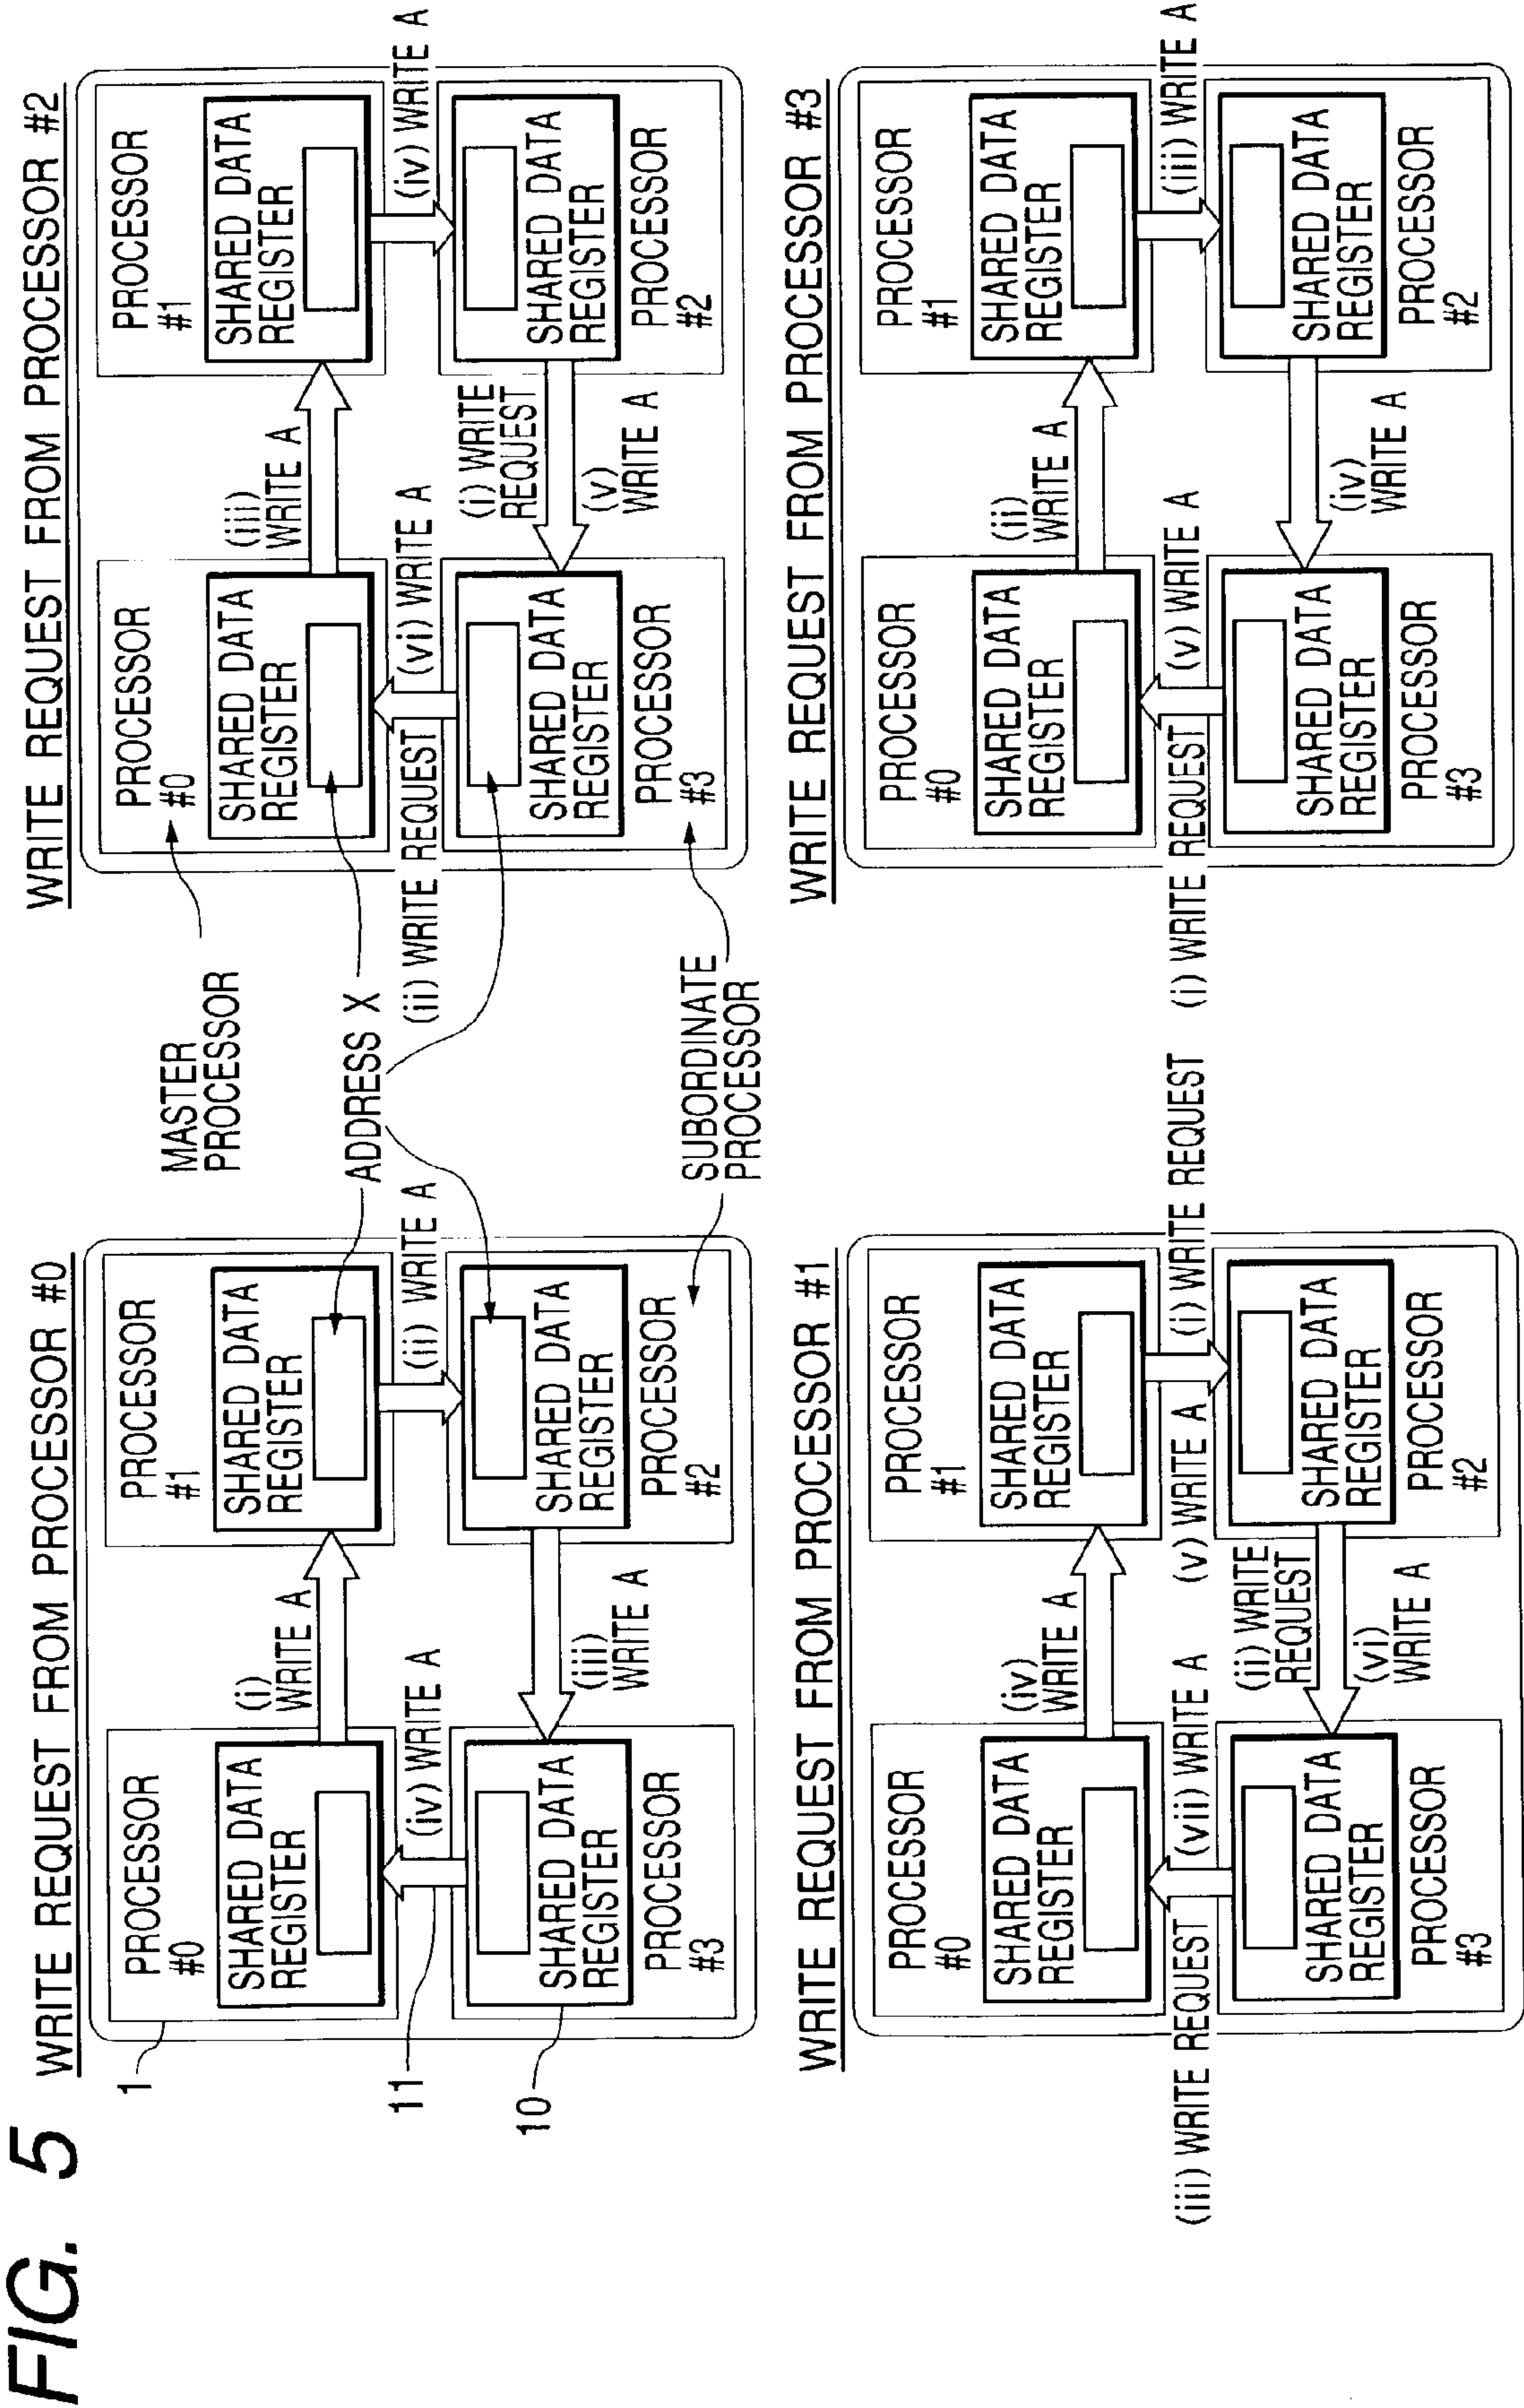 FIG. 5
WRITE REQUEST FROM PROCESSOR #0
1
PROCESSOR
#0
SHARED DATA
REGISTER
(i)
WRITE A
PROCESSOR
#1
SHARED DATA
REGISTER
11
(iv) WRITE A
(ii) WRITE A
10
SHARED DATA
REGISTER
PROCESSOR
#3
(iii)
WRITE A
SHARED DATA
REGISTER
PROCESSOR
#2
MASTER
PROCESSOR
ADDRESS X
SUBORDINATE
PROCESSOR
WRITE REQUEST FROM PROCESSOR #2
PROCESSOR
#0
SHARED DATA
REGISTER
(iii)
WRITE A
PROCESSOR
#1
SHARED DATA
REGISTER
(ii) WRITE REQUEST
(vi) WRITE A
(iv) WRITE A
SHARED DATA
REGISTER
PROCESSOR
#3
(i) WRITE
REQUEST
(v)
WRITE A
SHARED DATA
REGISTER
PROCESSOR
#2
WRITE REQUEST FROM PROCESSOR #1
PROCESSOR
#0
SHARED DATA
REGISTER
(iv)
WRITE A
PROCESSOR
#1
SHARED DATA
REGISTER
(iii) WRITE REQUEST
(vii) WRITE A
(v) WRITE A
(i) WRITE REQUEST
SHARED DATA
REGISTER
PROCESSOR
#3
(ii) WRITE
REQUEST
(vi)
WRITE A
SHARED DATA
REGISTER
PROCESSOR
#2
WRITE REQUEST FROM PROCESSOR #3
PROCESSOR
#0
SHARED DATA
REGISTER
(ii)
WRITE A
PROCESSOR
#1
SHARED DATA
REGISTER
(i) WRITE REQUEST
(v) WRITE A
(iii) WRITE A
SHARED DATA
REGISTER
PROCESSOR
#3
(iv)
WRITE A
SHARED DATA
REGISTER
PROCESSOR
#2